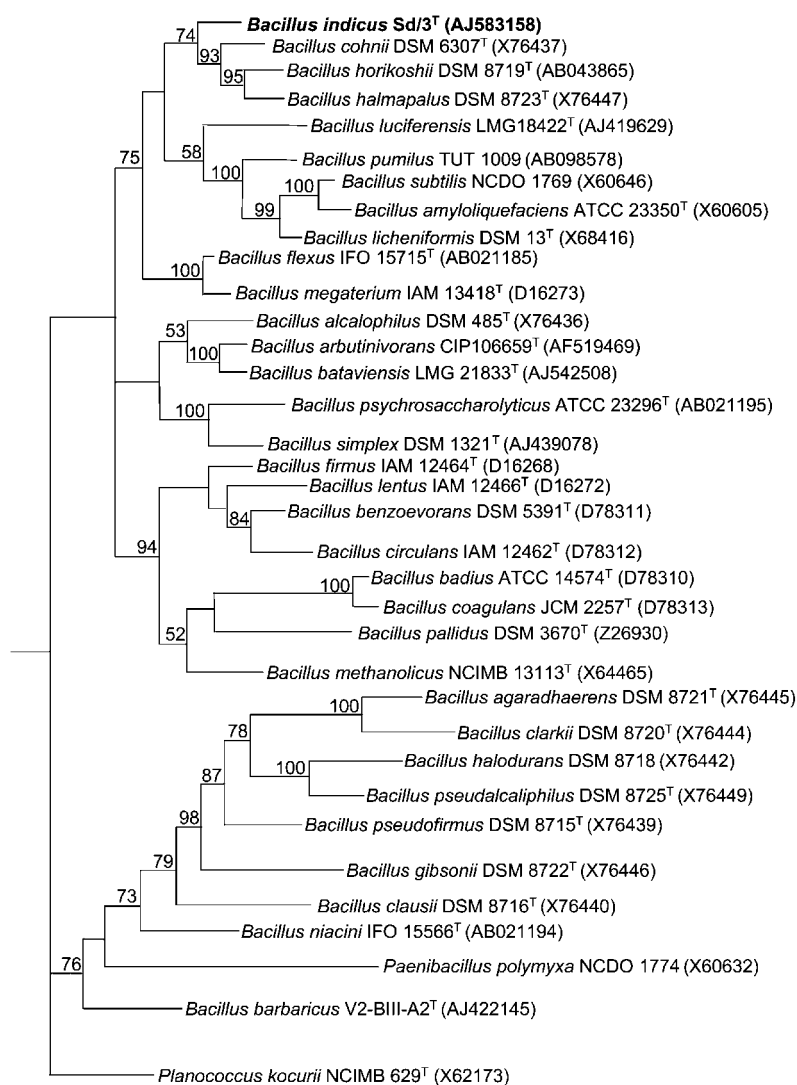 74
Bacillus indicus Sd/3ᵀ (AJ583158)
Bacillus cohnii DSM 6307ᵀ (X76437)
93
Bacillus horikoshii DSM 8719ᵀ (AB043865)
95
Bacillus halmapalus DSM 8723ᵀ (X76447)
Bacillus luciferensis LMG18422ᵀ (AJ419629)
75
58
Bacillus pumilus TUT 1009 (AB098578)
100
Bacillus subtilis NCDO 1769 (X60646)
100
Bacillus amyloliquefaciens ATCC 23350ᵀ (X60605)
99
Bacillus licheniformis DSM 13ᵀ (X68416)
Bacillus flexus IFO 15715ᵀ (AB021185)
100
Bacillus megaterium IAM 13418ᵀ (D16273)
Bacillus alcalophilus DSM 485ᵀ (X76436)
53
Bacillus arbutinivorans CIP106659ᵀ (AF519469)
100
Bacillus bataviensis LMG 21833ᵀ (AJ542508)
Bacillus psychrosaccharolyticus ATCC 23296ᵀ (AB021195)
100
Bacillus simplex DSM 1321ᵀ (AJ439078)
Bacillus firmus IAM 12464ᵀ (D16268)
Bacillus lentus IAM 12466ᵀ (D16272)
Bacillus benzoevorans DSM 5391ᵀ (D78311)
84
94
Bacillus circulans IAM 12462ᵀ (D78312)
Bacillus badius ATCC 14574ᵀ (D78310)
100
Bacillus coagulans JCM 2257ᵀ (D78313)
Bacillus pallidus DSM 3670ᵀ (Z26930)
52
Bacillus methanolicus NCIMB 13113ᵀ (X64465)
Bacillus agaradhaerens DSM 8721ᵀ (X76445)
100
Bacillus clarkii DSM 8720ᵀ (X76444)
78
Bacillus halodurans DSM 8718 (X76442)
100
87
Bacillus pseudalcaliphilus DSM 8725ᵀ (X76449)
98
Bacillus pseudofirmus DSM 8715ᵀ (X76439)
79
Bacillus gibsonii DSM 8722ᵀ (X76446)
73
Bacillus clausii DSM 8716ᵀ (X76440)
Bacillus niacini IFO 15566ᵀ (AB021194)
76
Paenibacillus polymyxa NCDO 1774 (X60632)
Bacillus barbaricus V2-BIII-A2ᵀ (AJ422145)
Planococcus kocurii NCIMB 629ᵀ (X62173)